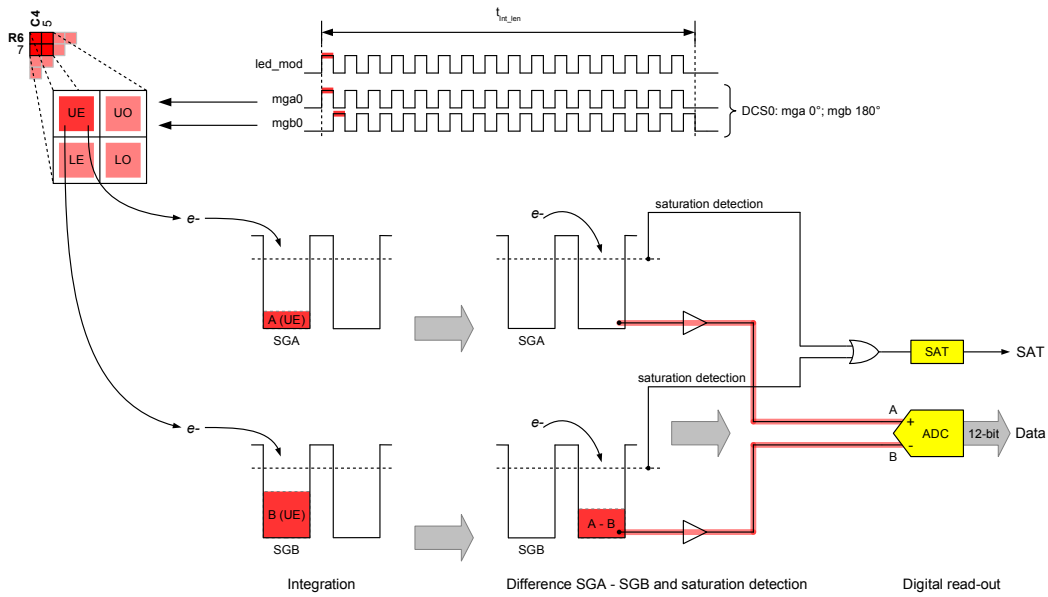 C4
5
R6
7
t int_len
led_mod
mga0
mgb0
DCS0: mga 0°; mgb 180°
UE
UO
LE
LO
e-
e-
saturation detection
A (UE)
SGA
SGA
saturation detection
SAT
SAT
e-
e-
A
+
ADC
12-bit
Data
-
B
B (UE)
A - B
SGB
SGB
Integration
Difference SGA - SGB and saturation detection
Digital read-out